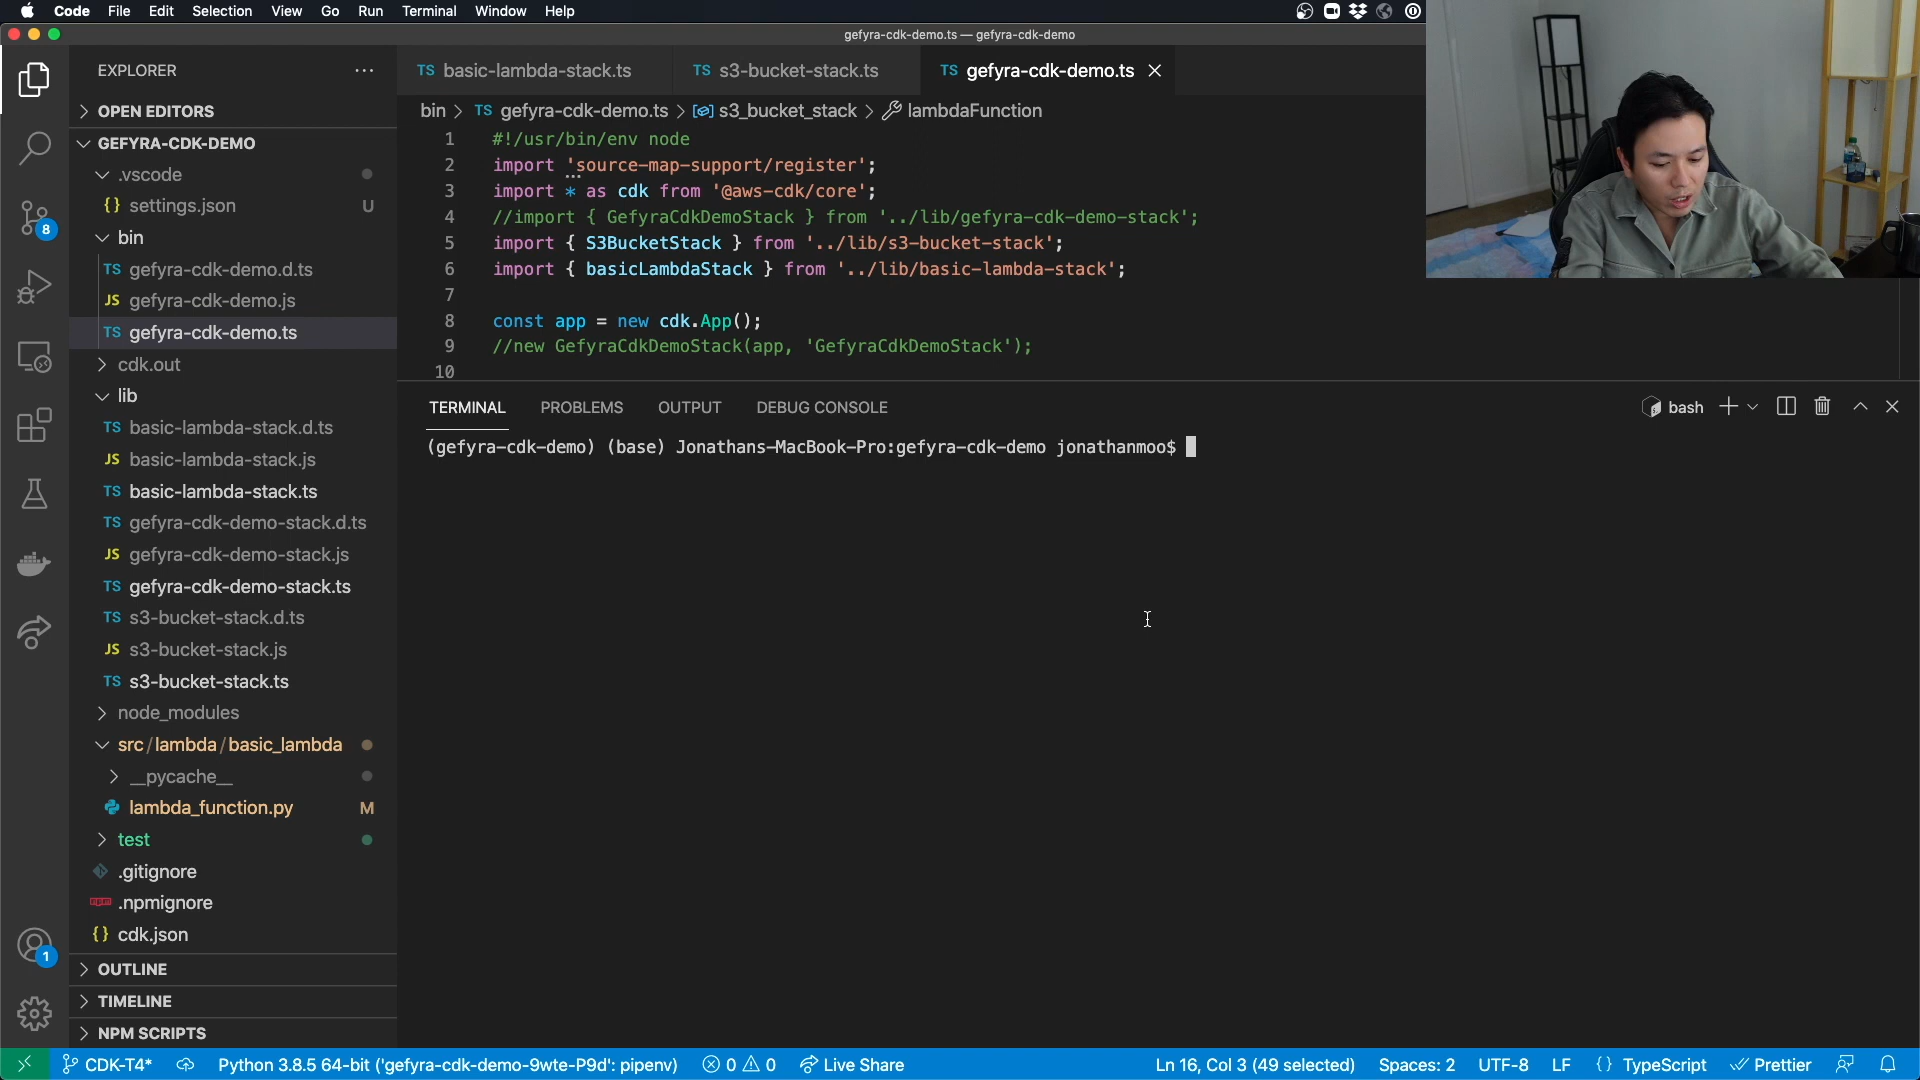 Code File Edit Selection View Go Run Terminal Window Help
gefyra-cdk-demo.ts — gefyra-cdk-demo
EXPLORER
OPEN EDITORS
GEFYRA-CDK-DEMO
.vscode
{} settings.json U
bin
TS gefyra-cdk-demo.d.ts
JS gefyra-cdk-demo.js
TS gefyra-cdk-demo.ts
cdk.out
lib
TS basic-lambda-stack.d.ts
JS basic-lambda-stack.js
TS basic-lambda-stack.ts
TS gefyra-cdk-demo-stack.d.ts
JS gefyra-cdk-demo-stack.js
TS gefyra-cdk-demo-stack.ts
TS s3-bucket-stack.d.ts
JS s3-bucket-stack.js
TS s3-bucket-stack.ts
node_modules
src/lambda/basic_lambda
__pycache__
lambda_function.py M
test
.gitignore
.npmignore
{} cdk.json
OUTLINE
TIMELINE
NPM SCRIPTS
8
1
TS basic-lambda-stack.ts TS s3-bucket-stack.ts TS gefyra-cdk-demo.ts
bin > TS gefyra-cdk-demo.ts > s3_bucket_stack > lambdaFunction
1 #!/usr/bin/env node
2 import 'source-map-support/register';
3 import * as cdk from '@aws-cdk/core';
4 //import { GefyraCdkDemoStack } from '../lib/gefyra-cdk-demo-stack';
5 import { S3BucketStack } from '../lib/s3-bucket-stack';
6 import { basicLambdaStack } from '../lib/basic-lambda-stack';
7
8 const app = new cdk.App();
9 //new GefyraCdkDemoStack(app, 'GefyraCdkDemoStack');
10
TERMINAL PROBLEMS OUTPUT DEBUG CONSOLE bash
(gefyra-cdk-demo) (base) Jonathans-MacBook-Pro:gefyra-cdk-demo jonathanmoo$
CDK-T4* Python 3.8.5 64-bit ('gefyra-cdk-demo-9wte-P9d': pipenv) 0 0 Live Share Ln 16, Col 3 (49 selected) Spaces: 2 UTF-8 LF {} TypeScript Prettier